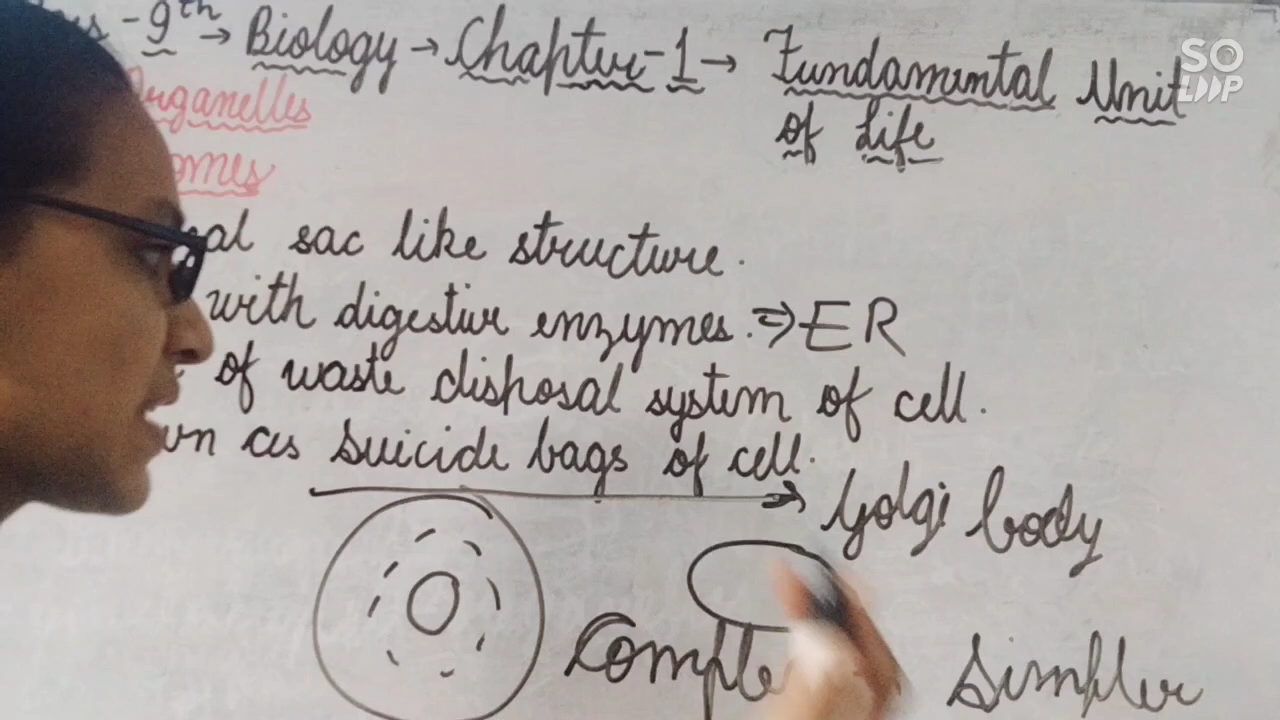 -9th → Biology → Chapter-1 → Fundamental Unit
of Life
SO
LOOP
Organelles
omes
al sac like structure.
with digestive enzymes. ⇒ ER
of waste disposal system of cell.
wn as suicide bags of cell.
→ Golgi body
Comple
Simpler